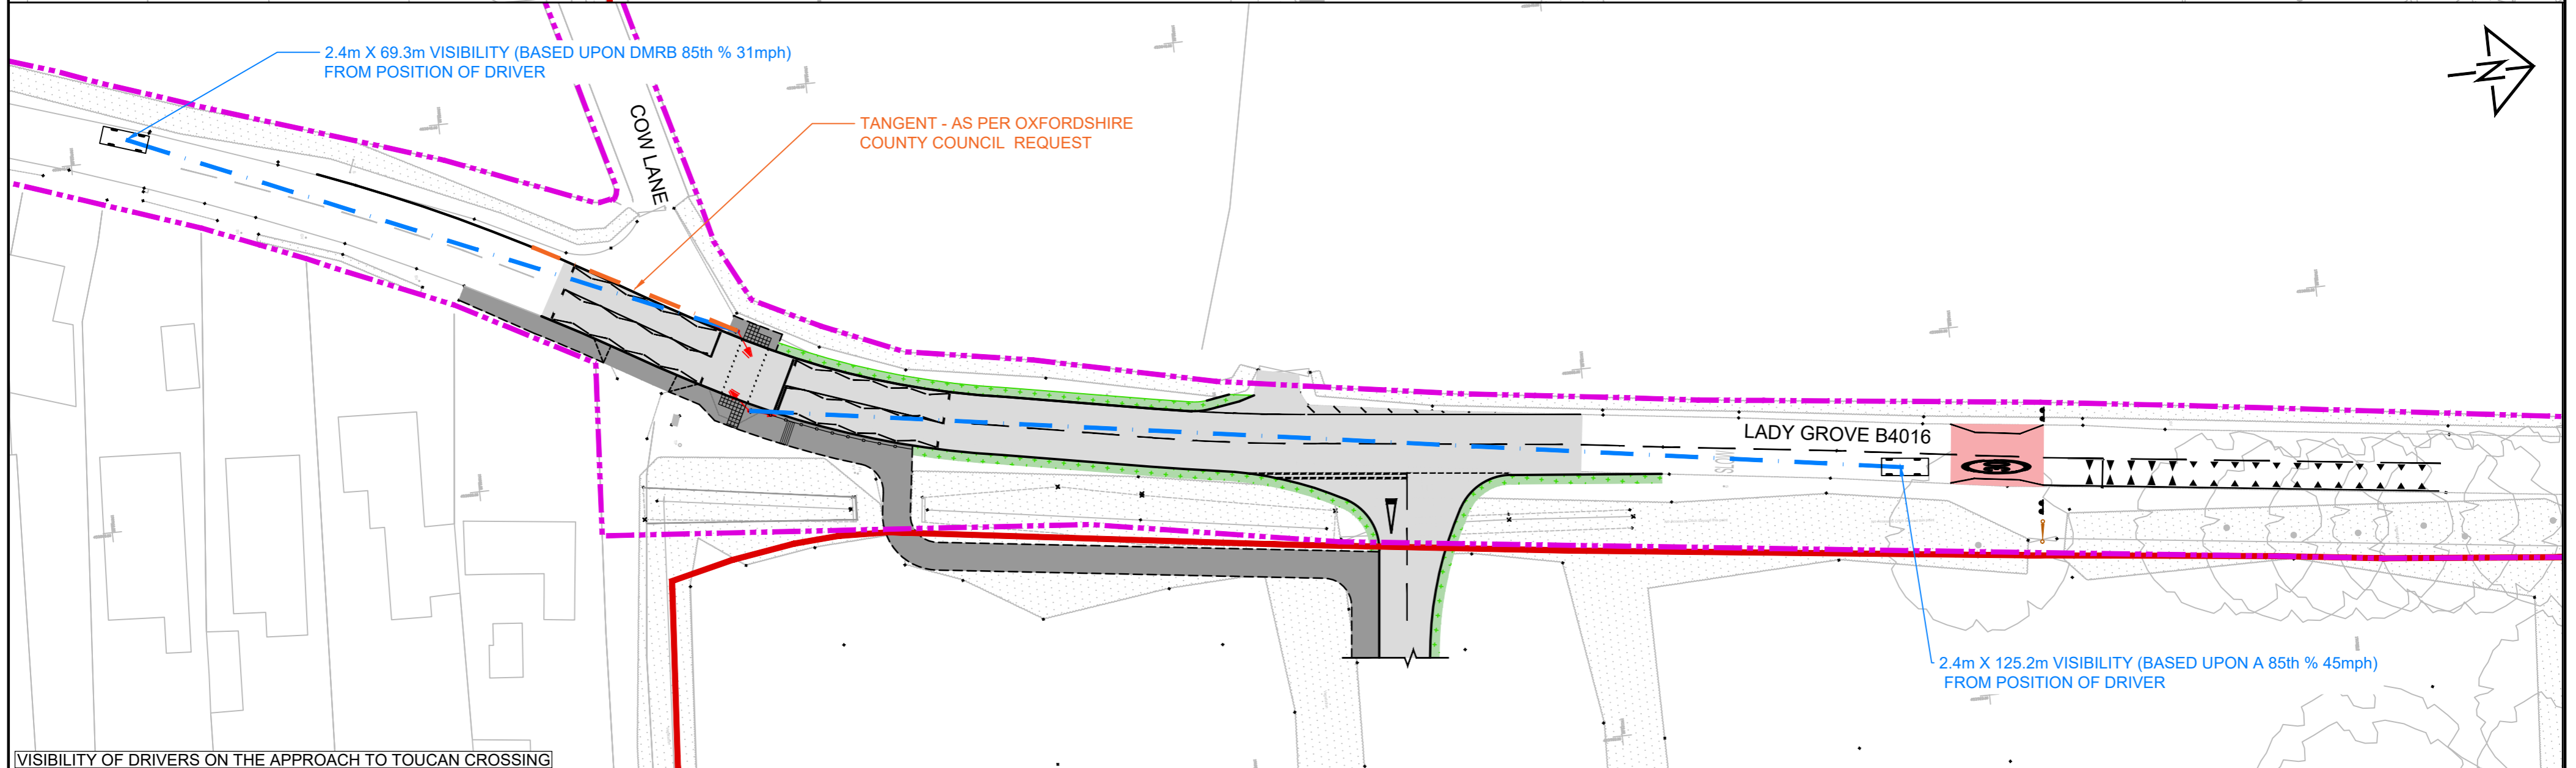 2.4m X 69.3m VISIBILITY (BASED UPON DMRB 85th % 31mph)
FROM POSITION OF DRIVER
COW LANE
TANGENT - AS PER OXFORDSHIRE
COUNTY COUNCIL REQUEST
N
LADY GROVE B4016
SLOW
30
2.4m X 125.2m VISIBILITY (BASED UPON A 85th % 45mph)
FROM POSITION OF DRIVER
VISIBILITY OF DRIVERS ON THE APPROACH TO TOUCAN CROSSING